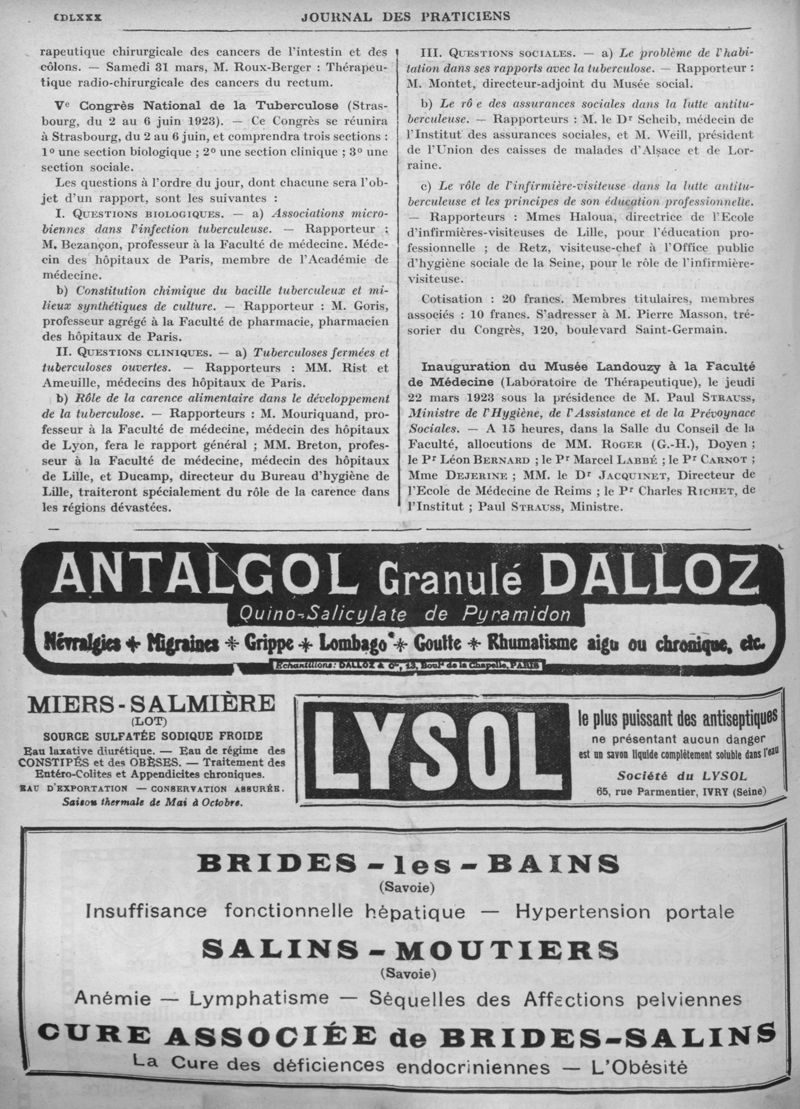 CDLXXX
JOURNAL DES PRATICIENS
rapeutique chirurgicale des cancers de l'intestin et des
côlons. — Samedi 31 mars, M. Roux-Berger : Thérapeu-
tique radio-chirurgicale des cancers du rectum.
Ve Congrès National de la Tuberculose (Stras-
bourg, du 2 au 6 juin 1923). — Ce Congrès se réunira
à Strasbourg, du 2 au 6 juin, et comprendra trois sections :
1º une section biologique ; 2º une section clinique ; 3º une
section sociale.
Les questions à l'ordre du jour, dont chacune sera l'ob-
jet d'un rapport, sont les suivantes :
I. QUESTIONS BIOLOGIQUES. — a) Associations micro-
biennes dans l'infection tuberculeuse. — Rapporteur :
M. Bezançon, professeur à la Faculté de médecine. Méde-
cin des hôpitaux de Paris, membre de l'Académie de
médecine.
b) Constitution chimique du bacille tuberculeux et mi-
lieux synthétiques de culture. — Rapporteur : M. Goris,
professeur agrégé à la Faculté de pharmacie, pharmacien
des hôpitaux de Paris.
II. QUESTIONS CLINIQUES. — a) Tuberculoses fermées et
tuberculoses ouvertes. — Rapporteurs : MM. Rist et
Ameuille, médecins des hôpitaux de Paris.
b) Rôle de la carence alimentaire dans le développement
de la tuberculose. — Rapporteurs : M. Mouriquand, pro-
fesseur à la Faculté de médecine, médecin des hôpitaux
de Lyon, fera le rapport général ; MM. Breton, profes-
seur à la Faculté de médecine, médecin des hôpitaux
de Lille, et Ducamp, directeur du Bureau d'hygiène de
Lille, traiteront spécialement du rôle de la carence dans
les régions dévastées.
III. QUESTIONS SOCIALES. — a) Le problème de l'habi-
tation dans ses rapports avec la tuberculose. — Rapporteur :
M. Montet, directeur-adjoint du Musée social.
b) Le rô e des assurances sociales dans la lutte antitu-
berculeuse. — Rapporteurs : M. le Dr Scheib, médecin de
l'Institut des assurances sociales, et M. Weill, président
de l'Union des caisses de malades d'Alsace et de Lor-
raine.
c) Le rôle de l'infirmière-visiteuse dans la lutte antitu-
berculeuse et les principes de son éducation professionnelle.
— Rapporteurs : Mmes Haloua, directrice de l'Ecole
d'infirmières-visiteuses de Lille, pour l'éducation pro-
fessionnelle ; de Retz, visiteuse-chef à l'Office public
d'hygiène sociale de la Seine, pour le rôle de l'infirmière-
visiteuse.
Cotisation : 20 francs. Membres titulaires, membres
associés : 10 francs. S'adresser à M. Pierre Masson, tré-
sorier du Congrès, 120, boulevard Saint-Germain.
Inauguration du Musée Landouzy à la Faculté
de Médecine (Laboratoire de Thérapeutique), le jeudi
22 mars 1923 sous la présidence de M. Paul STRAUSS,
Ministre de l'Hygiène, de l'Assistance et de la Prévoynace
Sociales. — A 15 heures, dans la Salle du Conseil de la
Faculté, allocutions de MM. ROGER (G.-H.), Doyen ;
le Pr Léon BERNARD ; le Pr Marcel LABBÉ ; le Pr CARNOT ;
Mme DEJERINE ; MM. le Dr JACQUINET, Directeur de
l'Ecole de Médecine de Reims ; le Pr Charles RICHET, de
l'Institut ; Paul STRAUSS, Ministre.
ANTALGOL Granulé DALLOZ
Quino-Salicylate de Pyramidon
Névralgies + Migraines + Grippe + Lombago + Goutte + Rhumatisme aigu ou chronique, etc.
Echantillons: DALLOZ & Cie, 13, Boulⁿ de la Chapelle, PARIS
MIERS-SALMIÈRE
(LOT)
SOURCE SULFATÉE SODIQUE FROIDE
Eau laxative diurétique. — Eau de régime des
CONSTIPÉS et des OBÈSES. — Traitement des
Entéro-Colites et Appendicites chroniques.
EAU D'EXPORTATION — CONSERVATION ASSURÉE.
Saison thermale de Mai à Octobre.
LYSOL
le plus puissant des antiseptiques
ne présentant aucun danger
est un savon liquide complètement soluble dans l'eau
Société du LYSOL
65, rue Parmentier, IVRY (Seine)
BRIDES-les-BAINS
(Savoie)
Insuffisance fonctionnelle hépatique — Hypertension portale
SALINS-MOUTIERS
(Savoie)
Anémie — Lymphatisme — Séquelles des Affections pelviennes
CURE ASSOCIÉE de BRIDES-SALINS
La Cure des déficiences endocriniennes — L'Obésité